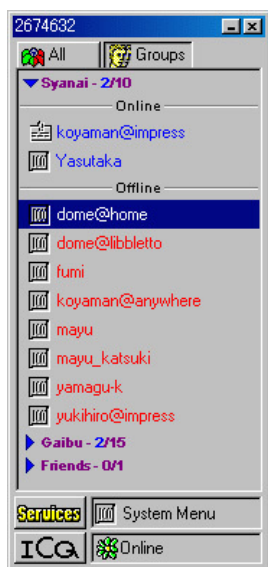 2674632
All Groups
Syanai - 2/10
Online
koyaman@impress
Yasutaka
Offline
dome@home
dome@libbletto
fumi
koyaman@anywhere
mayu
mayu_katsuki
yamagu-k
yukihiro@impress
Gaibu - 2/15
Friends - 0/1
Services System Menu
ICQ Online